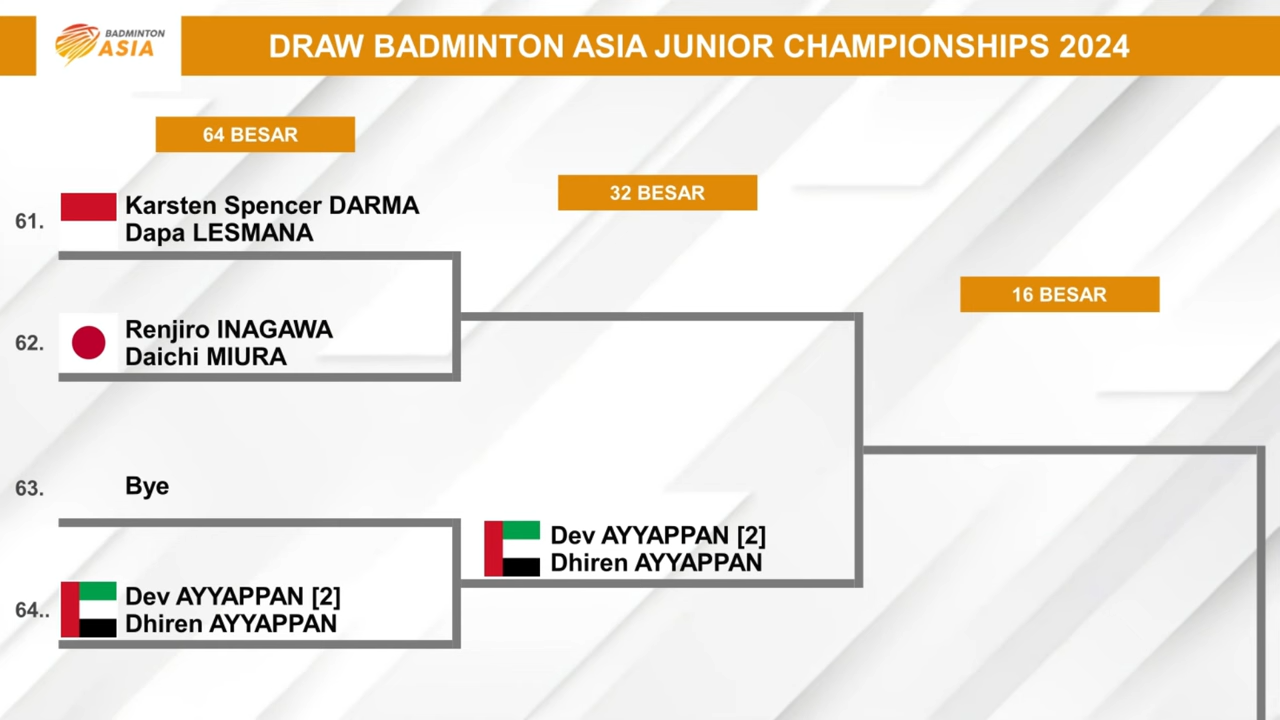 BADMINTON
ASIA
DRAW BADMINTON ASIA JUNIOR CHAMPIONSHIPS 2024
64 BESAR
32 BESAR
16 BESAR
61.
Karsten Spencer DARMA
Dapa LESMANA
62.
Renjiro INAGAWA
Daichi MIURA
63.
Bye
Dev AYYAPPAN [2]
Dhiren AYYAPPAN
64..
Dev AYYAPPAN [2]
Dhiren AYYAPPAN